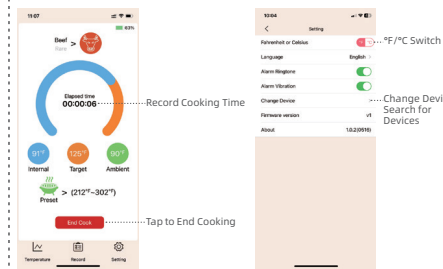 11:07
83%
Beef
Rare
>
Elapsed time
00:00:06
Record Cooking Time
91°F
125°F
90°F
Internal
Target
Ambient
Preset
> (212°F~302°F)
End Cook
Tap to End Cooking
Temperature
Record
Setting
10:04
<
Setting
Fahrenheit or Celsius
°F/°C Switch
Language
English >
Alarm Ringtone
Alarm Vibration
Change Device
Change Devi
Search for
Devices
Firmware version
v1
About
1.0.2(0616)